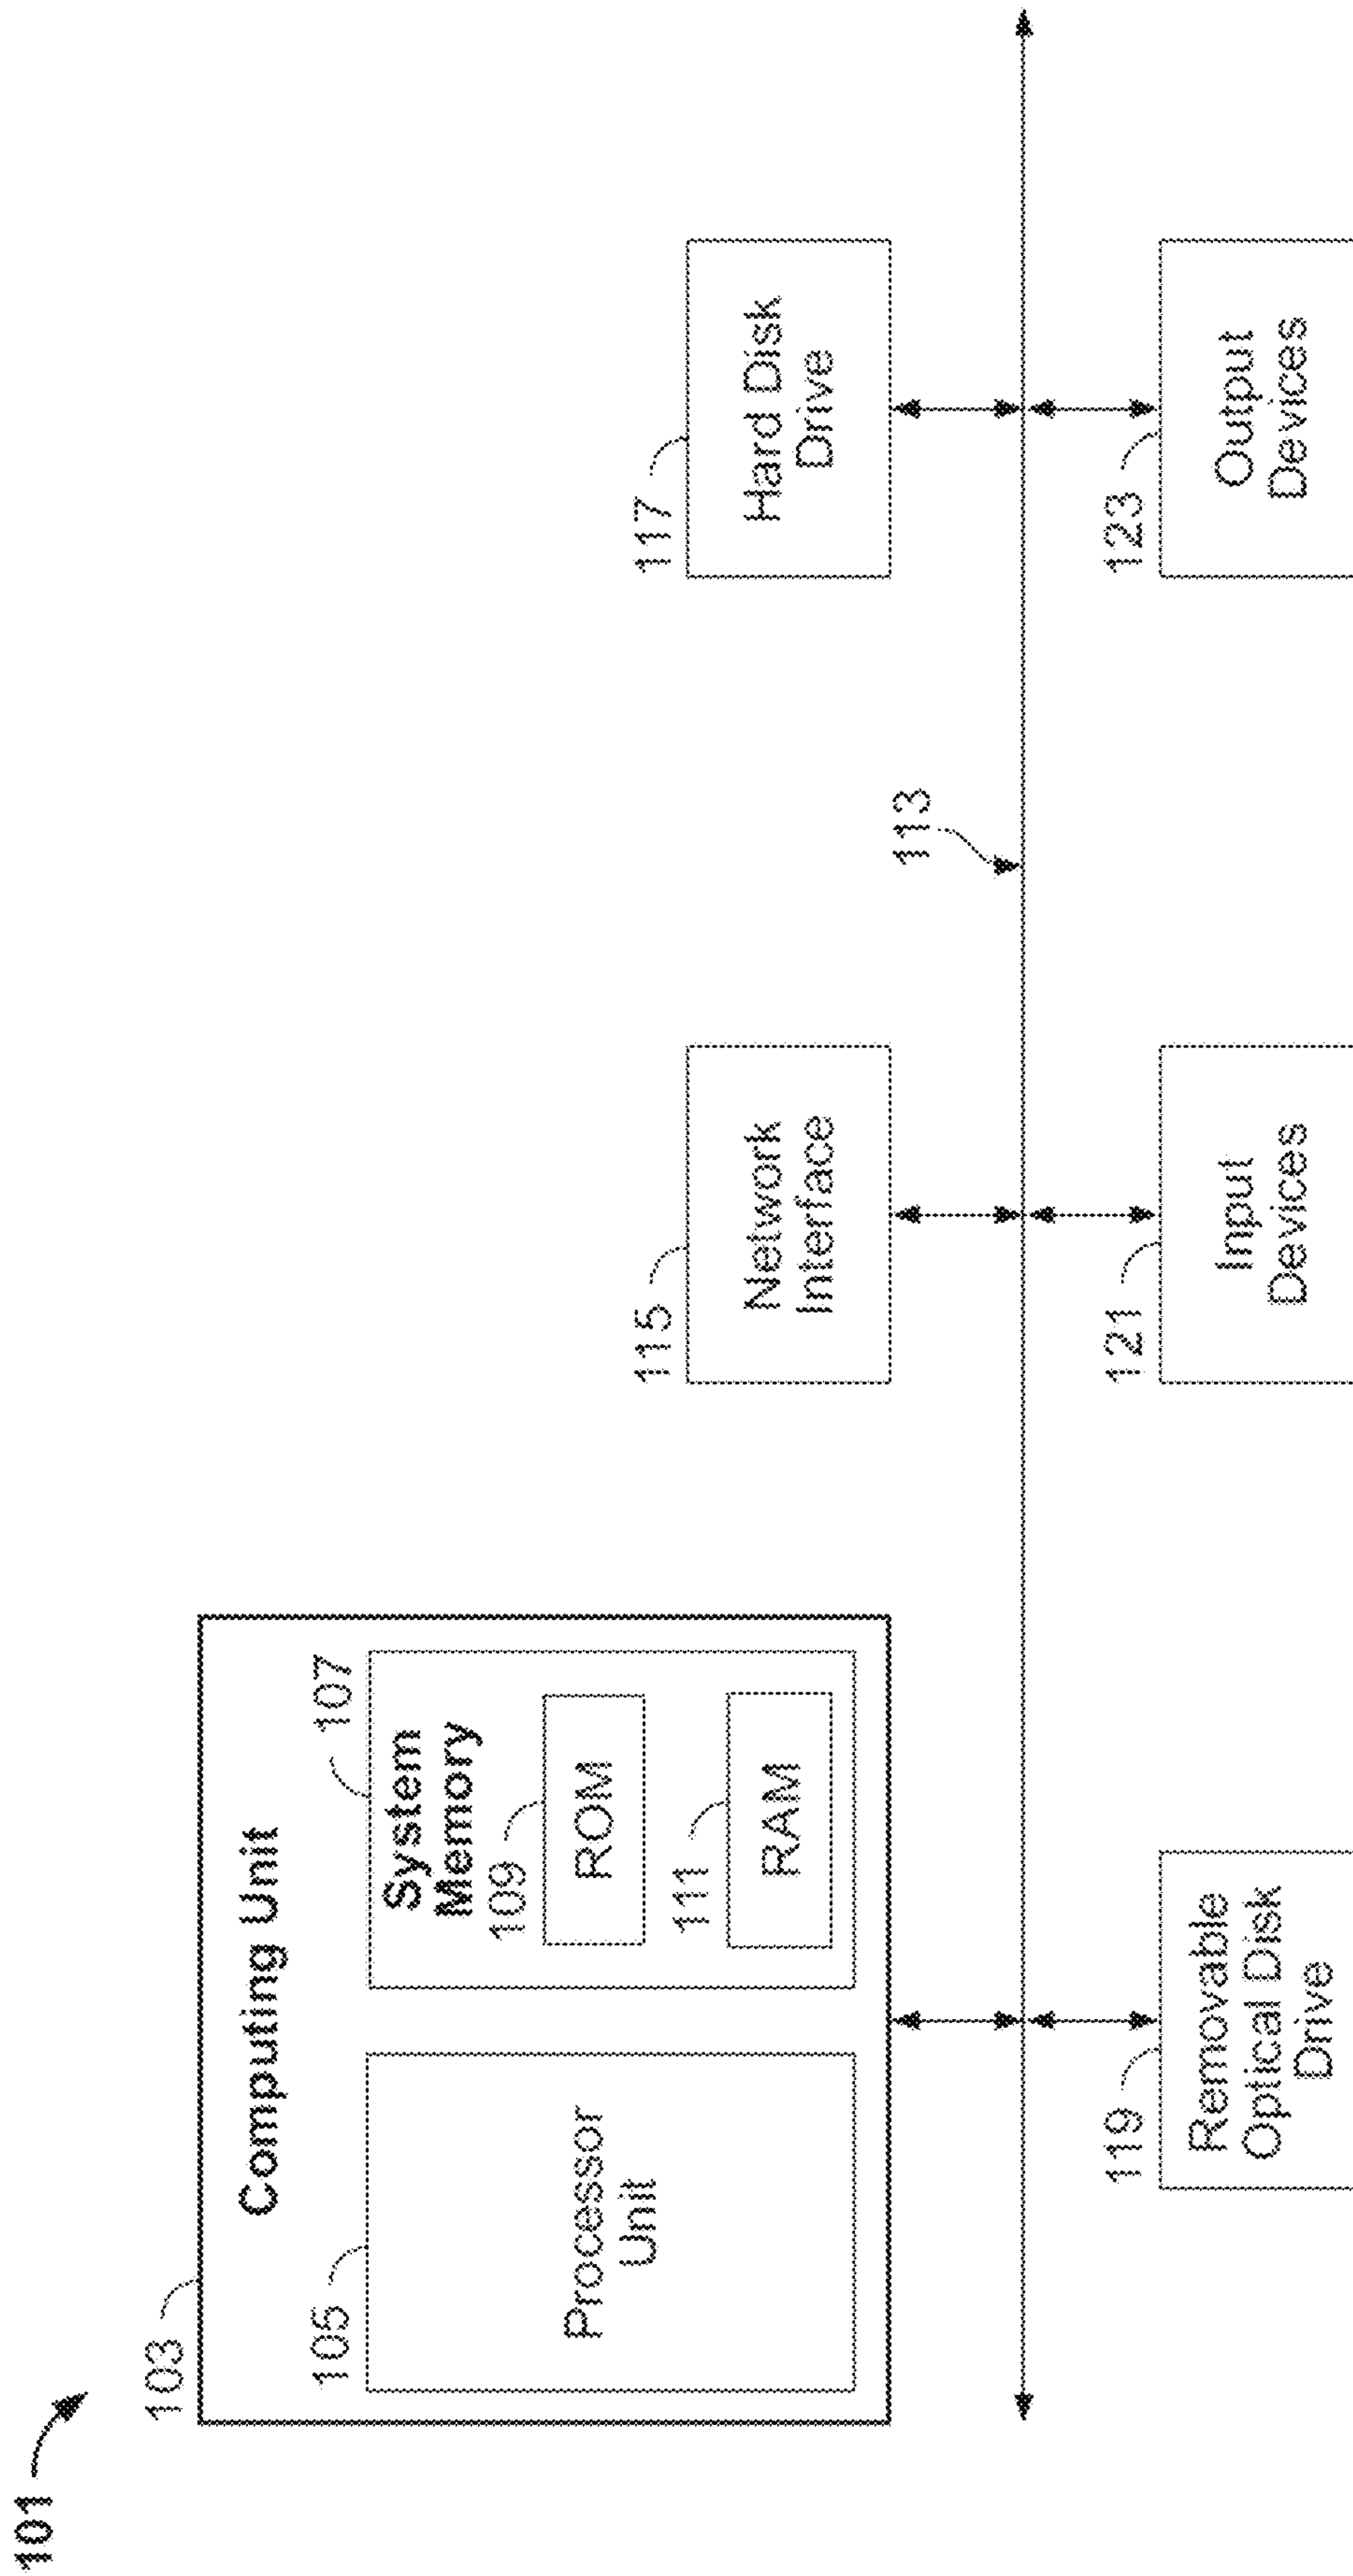 101
103
Computing Unit
105
Processor
Unit
107
System
Memory
109
ROM
111
RAM
115
Network
Interface
117
Hard Disk
Drive
113
119
Removable
Optical Disk
Drive
121
Input
Devices
123
Output
Devices